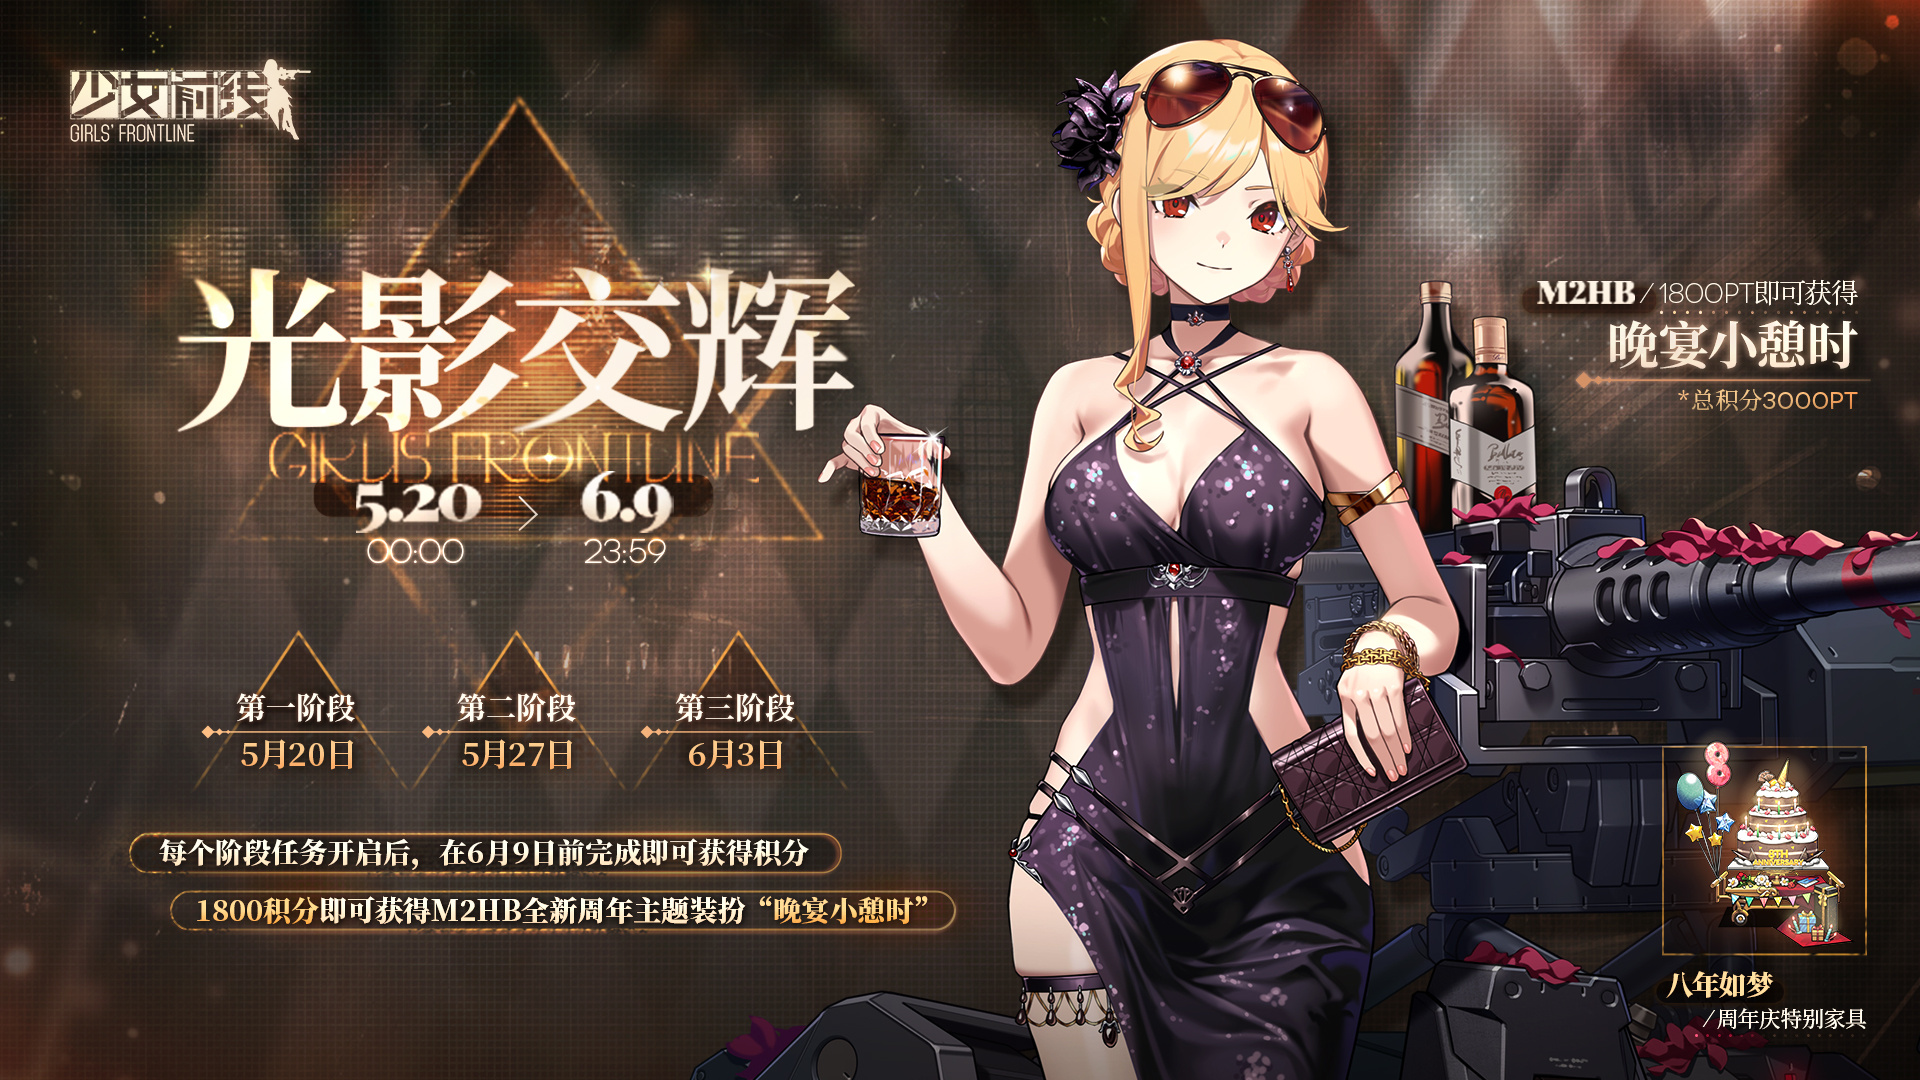 少女前线
GIRLS' FRONTLINE
光影交辉
GIRLS FRONTLINE
5.20 > 6.9
00:00 23:59
第一阶段
5月20日
第二阶段
5月27日
第三阶段
6月3日
每个阶段任务开启后，在6月9日前完成即可获得积分
1800积分即可获得M2HB全新周年主题装扮“晚宴小憩时”
M2HB/1800PT即可获得
晚宴小憩时
*总积分3000PT
8
8TH
ANNIVERSARY
八年如梦
/周年庆特别家具